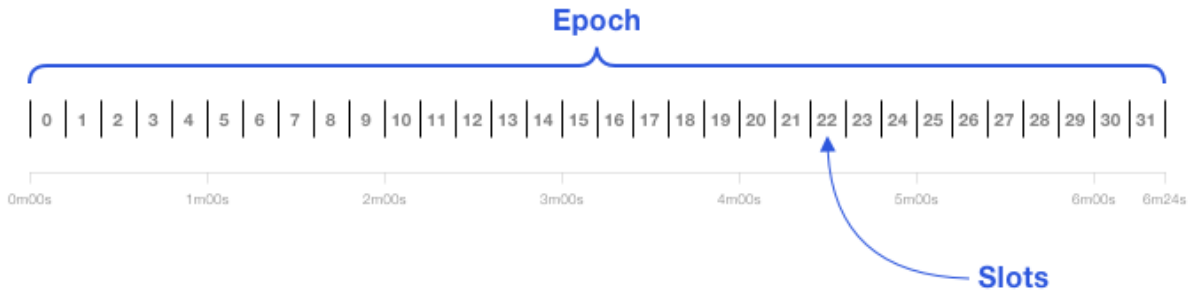 Epoch
0 1 2 3 4 5 6 7 8 9 10 11 12 13 14 15 16 17 18 19 20 21 22 23 24 25 26 27 28 29 30 31
0m00s 1m00s 2m00s 3m00s 4m00s 5m00s 6m00s 6m24s
Slots